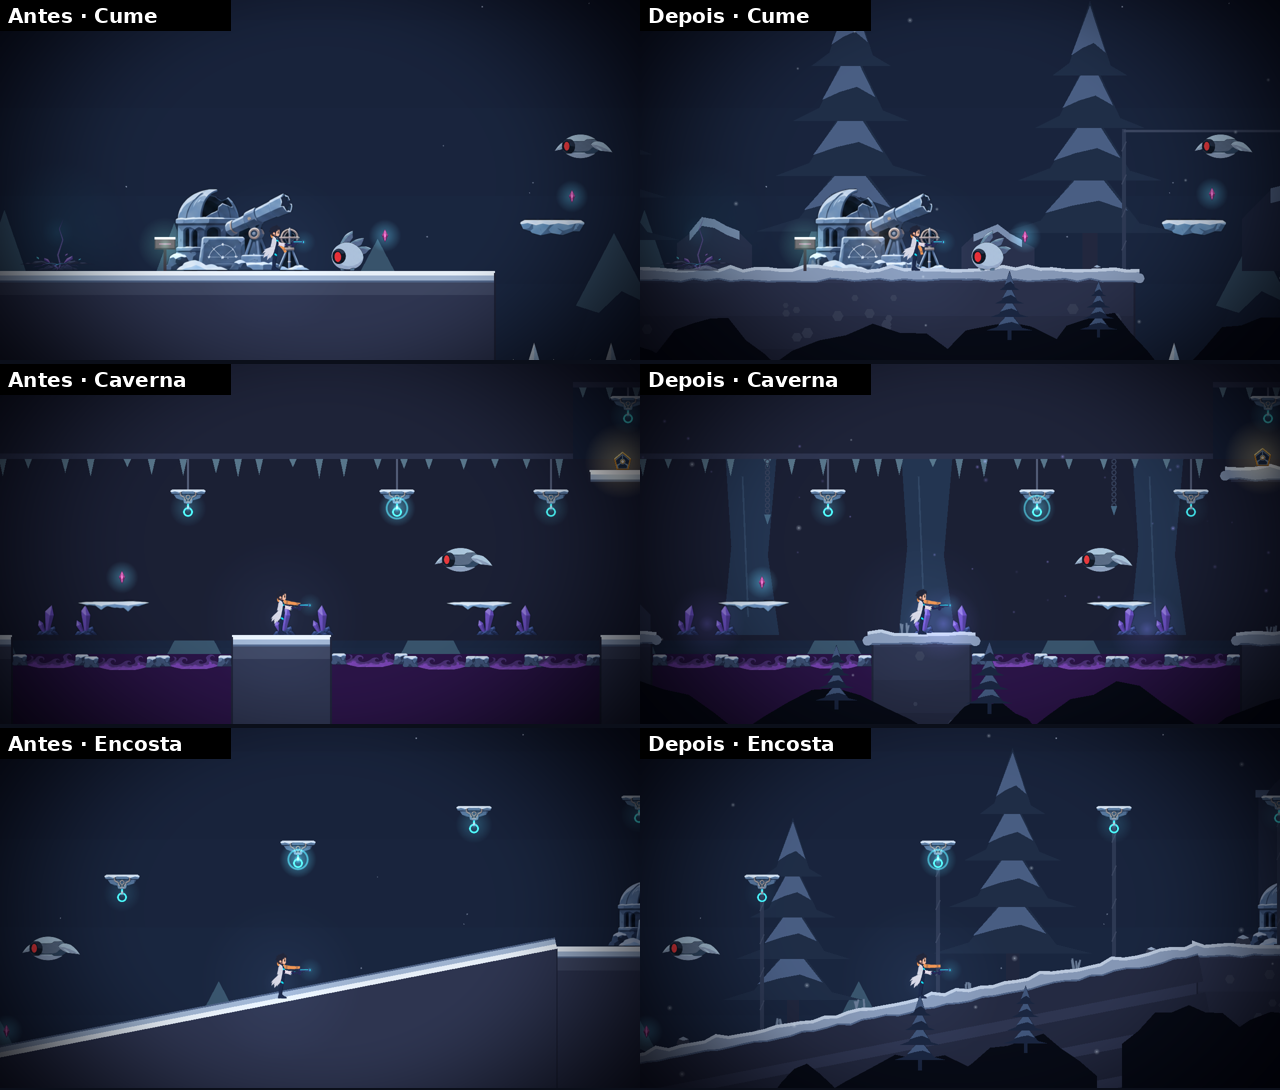 Antes · Cume
Depois · Cume
Antes · Caverna
Depois · Caverna
Antes · Encosta
Depois · Encosta